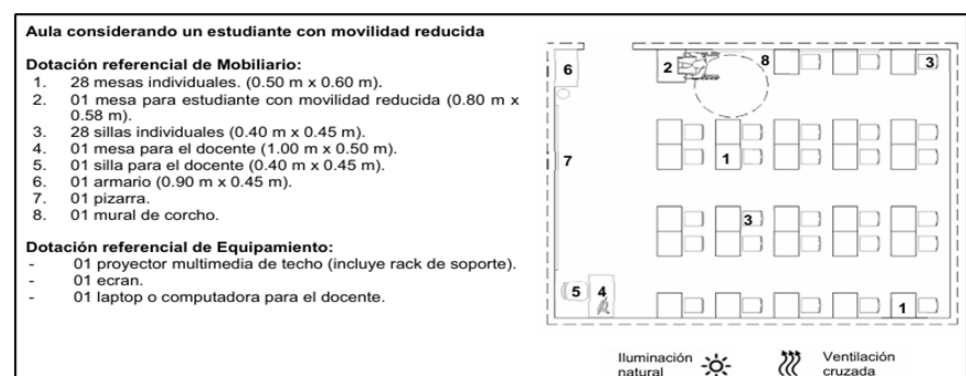 Aula considerando un estudiante con movilidad reducida
Dotación referencial de Mobiliario:
1. 28 mesas individuales. (0.50 m x 0.60 m).
2. 01 mesa para estudiante con movilidad reducida (0.80 m x
0.58 m).
3. 28 sillas individuales (0.40 m x 0.45 m).
4. 01 mesa para el docente (1.00 m x 0.50 m).
5. 01 silla para el docente (0.40 m x 0.45 m).
6. 01 armario (0.90 m x 0.45 m).
7. 01 pizarra.
8. 01 mural de corcho.
Dotación referencial de Equipamiento:
- 01 proyector multimedia de techo (incluye rack de soporte).
- 01 ecran.
- 01 laptop o computadora para el docente.
6 2 8 3
7 1
3
5 4 1
Iluminación
natural
Ventilación
cruzada